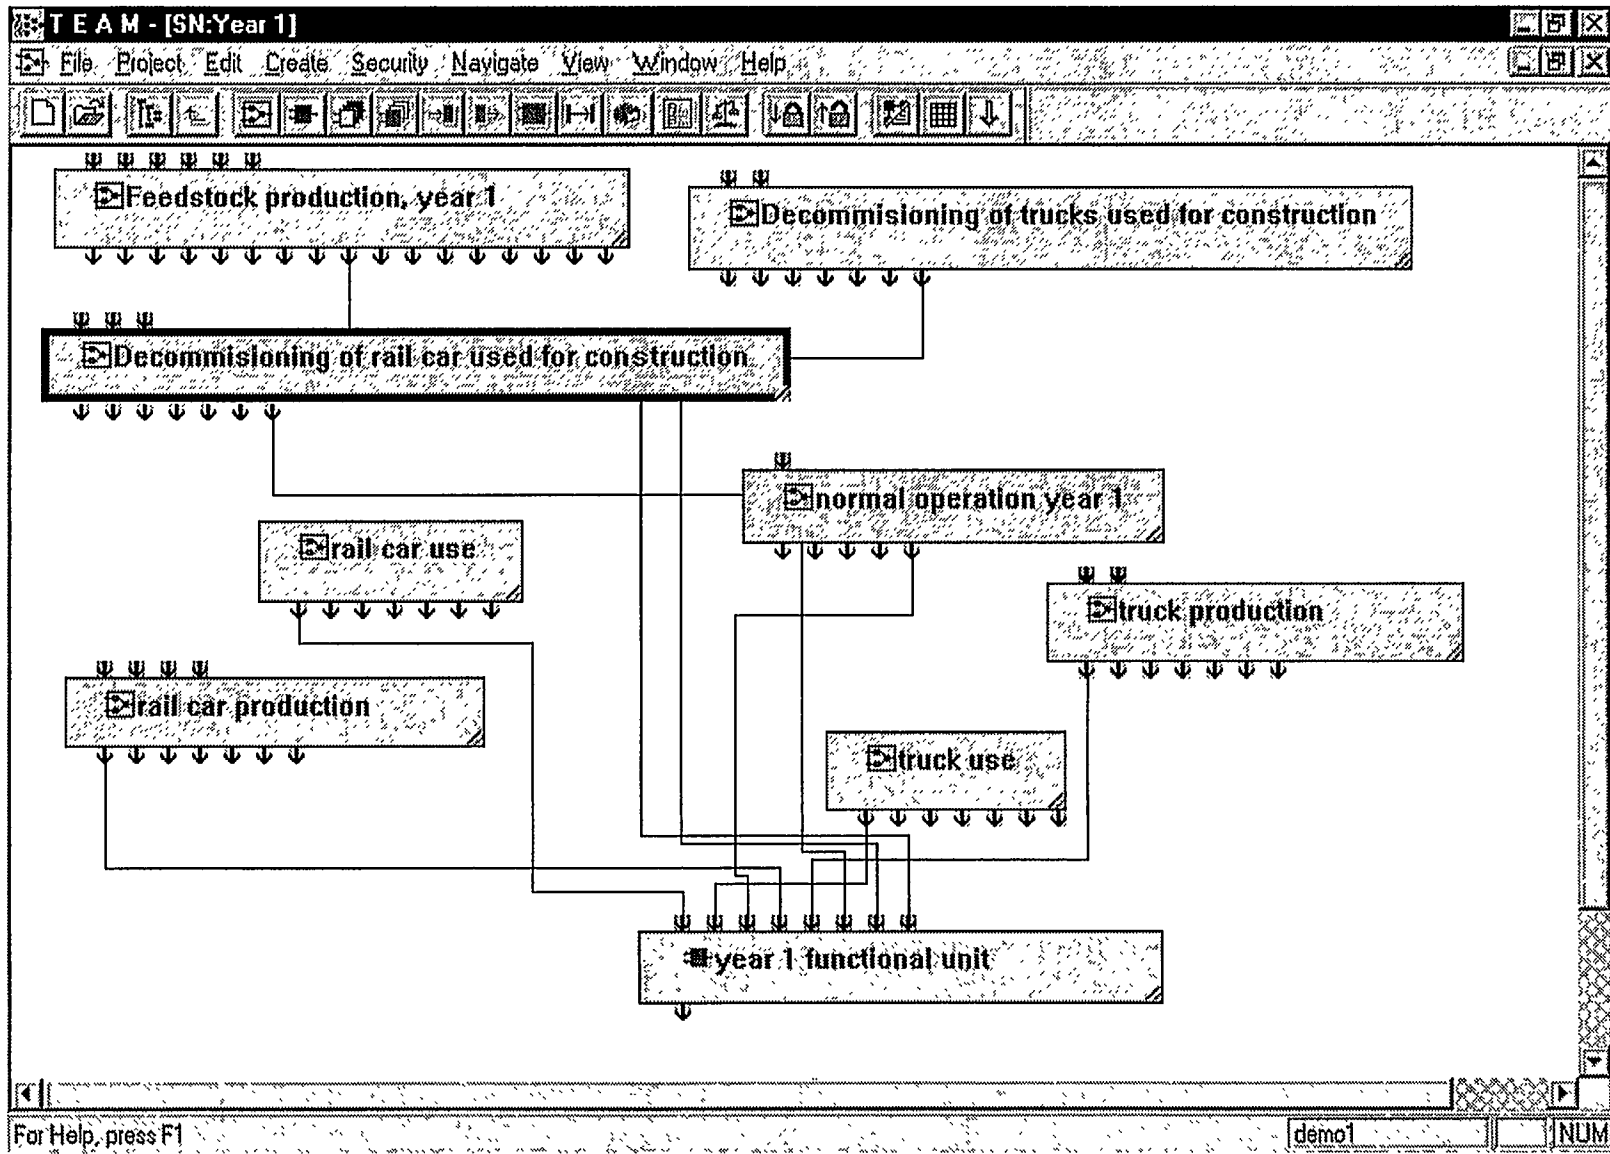 T E A M - [SN:Year 1]
File Project Edit Create Security Navigate View Window Help
Feedstock production, year 1
Decommisioning of trucks used for construction
Decommisioning of rail car used for construction
normal operation year 1
rail car use
truck production
rail car production
truck use
year 1 functional unit
For Help, press F1
demo1
NUM